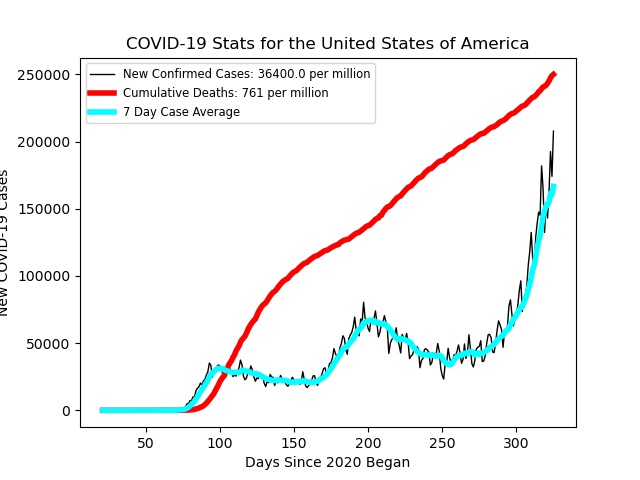 COVID-19 Stats for the United States of America
New Confirmed Cases: 36400.0 per million
Cumulative Deaths: 761 per million
7 Day Case Average
250000
200000
150000
100000
50000
0
New COVID-19 Cases
50 100 150 200 250 300
Days Since 2020 Began